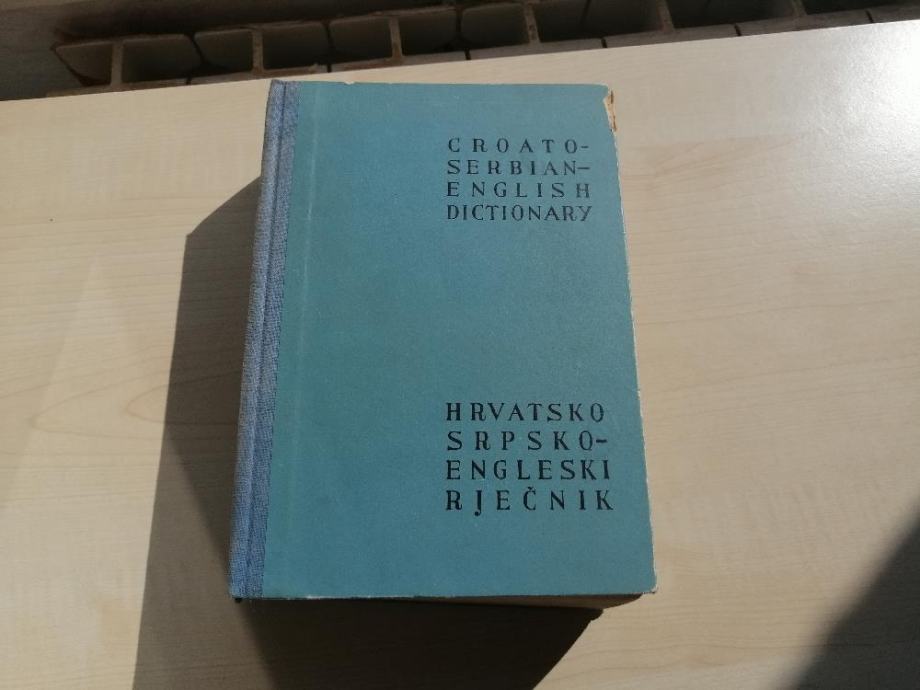 CROATO-
SERBIAN-
ENGLISH
DICTIONARY
HRVATSKO
SRPSKO-
ENGLESKI
RJEČNIK